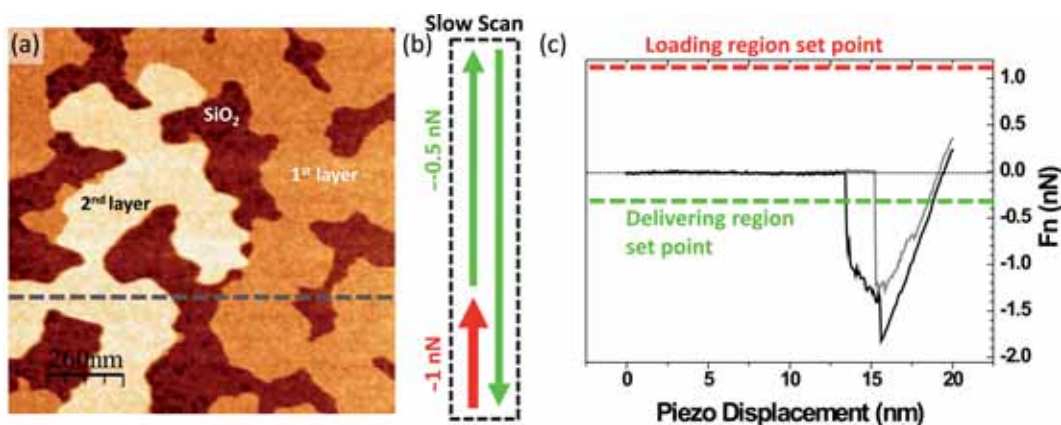 (a)
SiO₂
1st layer
2nd layer
260nm
(b)
Slow Scan
~-0.5 nN
~1 nN
(c)
Loading region set point
Delivering region
set point
1.0
0.5
0.0
-0.5
-1.0
-1.5
-2.0
Fn (nN)
0 5 10 15 20
Piezo Displacement (nm)